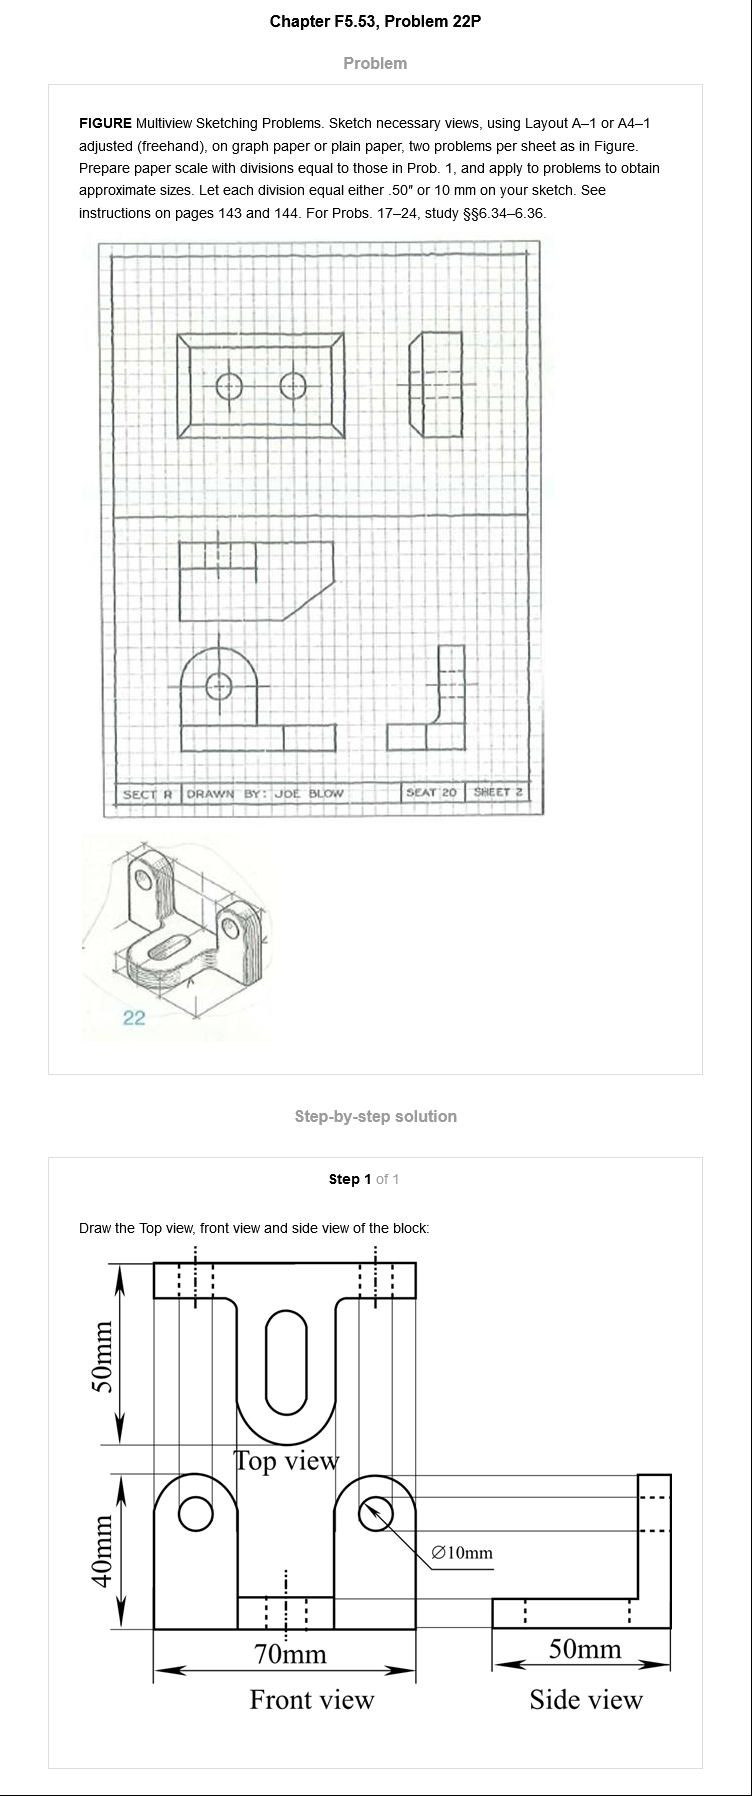 Chapter F5.53, Problem 22P
Problem
FIGURE Multiview Sketching Problems. Sketch necessary views, using Layout A–1 or A4–1
adjusted (freehand), on graph paper or plain paper, two problems per sheet as in Figure.
Prepare paper scale with divisions equal to those in Prob. 1, and apply to problems to obtain
approximate sizes. Let each division equal either .50″ or 10 mm on your sketch. See
instructions on pages 143 and 144. For Probs. 17–24, study §§6.34–6.36.
SECT R DRAWN BY: JOE BLOW SEAT 20 SHEET 2
22
Step-by-step solution
Step 1 of 1
Draw the Top view, front view and side view of the block:
50mm
Top view
40mm
∅10mm
70mm
50mm
Front view
Side view